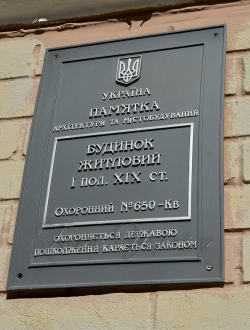 УКРАЇНА
ПАМ'ЯТКА
АРХІТЕКТУРИ ТА МІСТОБУДУВАННЯ
БУДИНОК
ЖИТЛОВИЙ
І ПОЛ. XIX СТ.
ОХОРОННИЙ №650-КВ
ОХОРОНЯЄТЬСЯ ДЕРЖАВОЮ
ПОШКОДЖЕННЯ КАРАЄТЬСЯ ЗАКОНОМ